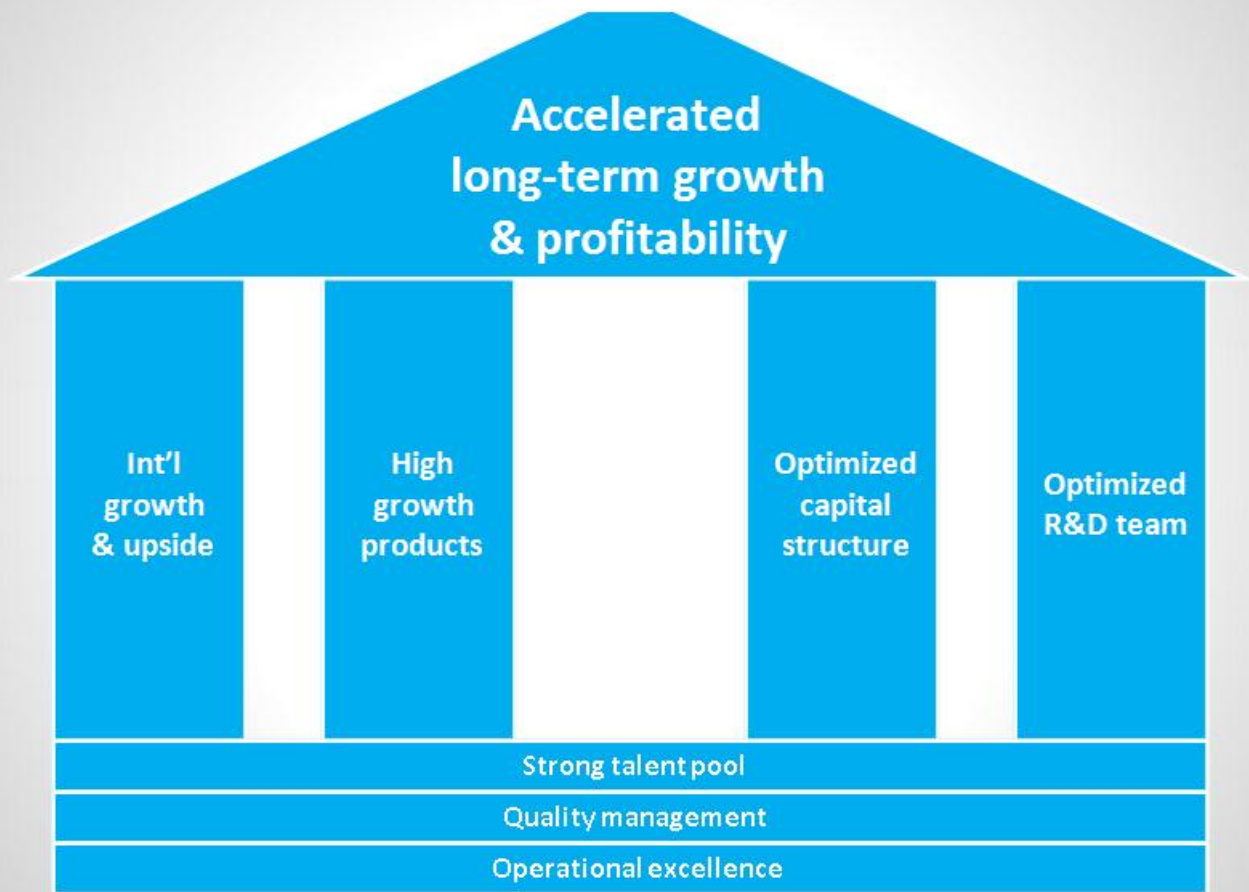 Accelerated
long-term growth
& profitability
Int'l
growth
& upside
High
growth
products
Optimized
capital
structure
Optimized
R&D team
Strong talent pool
Quality management
Operational excellence